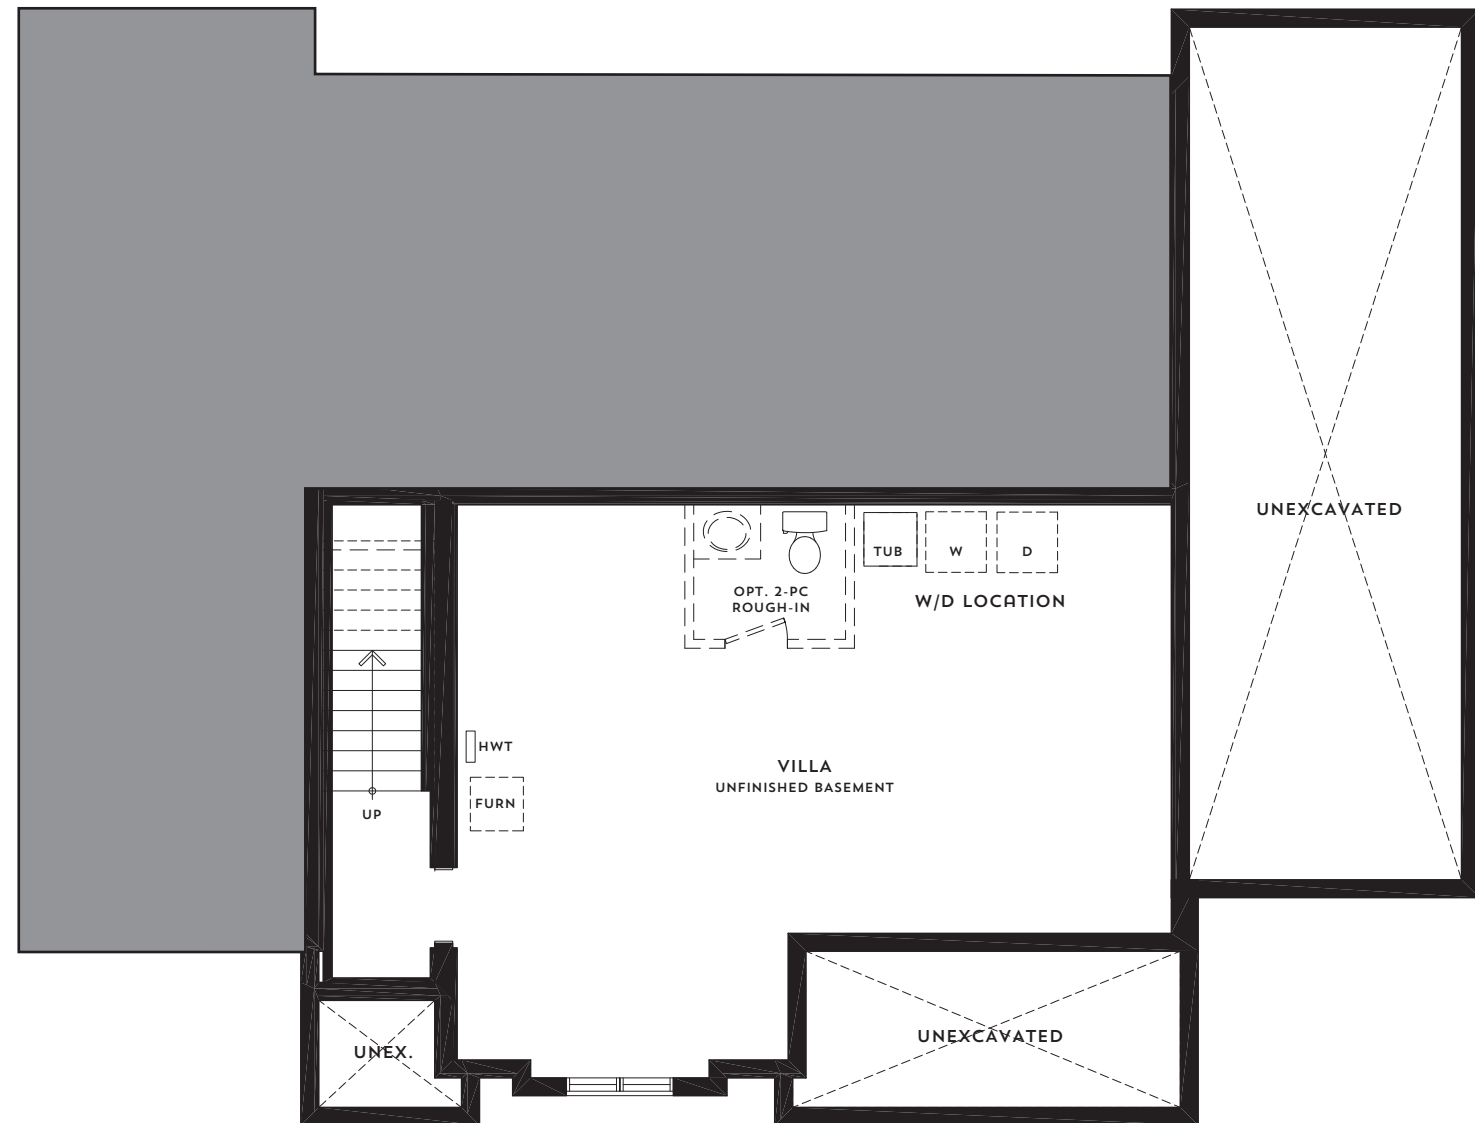 UNEXCAVATED
TUB
W
D
OPT. 2-PC
ROUGH-IN
W/D LOCATION
HWT
FURN
UP
VILLA
UNFINISHED BASEMENT
UNEX.
UNEXCAVATED